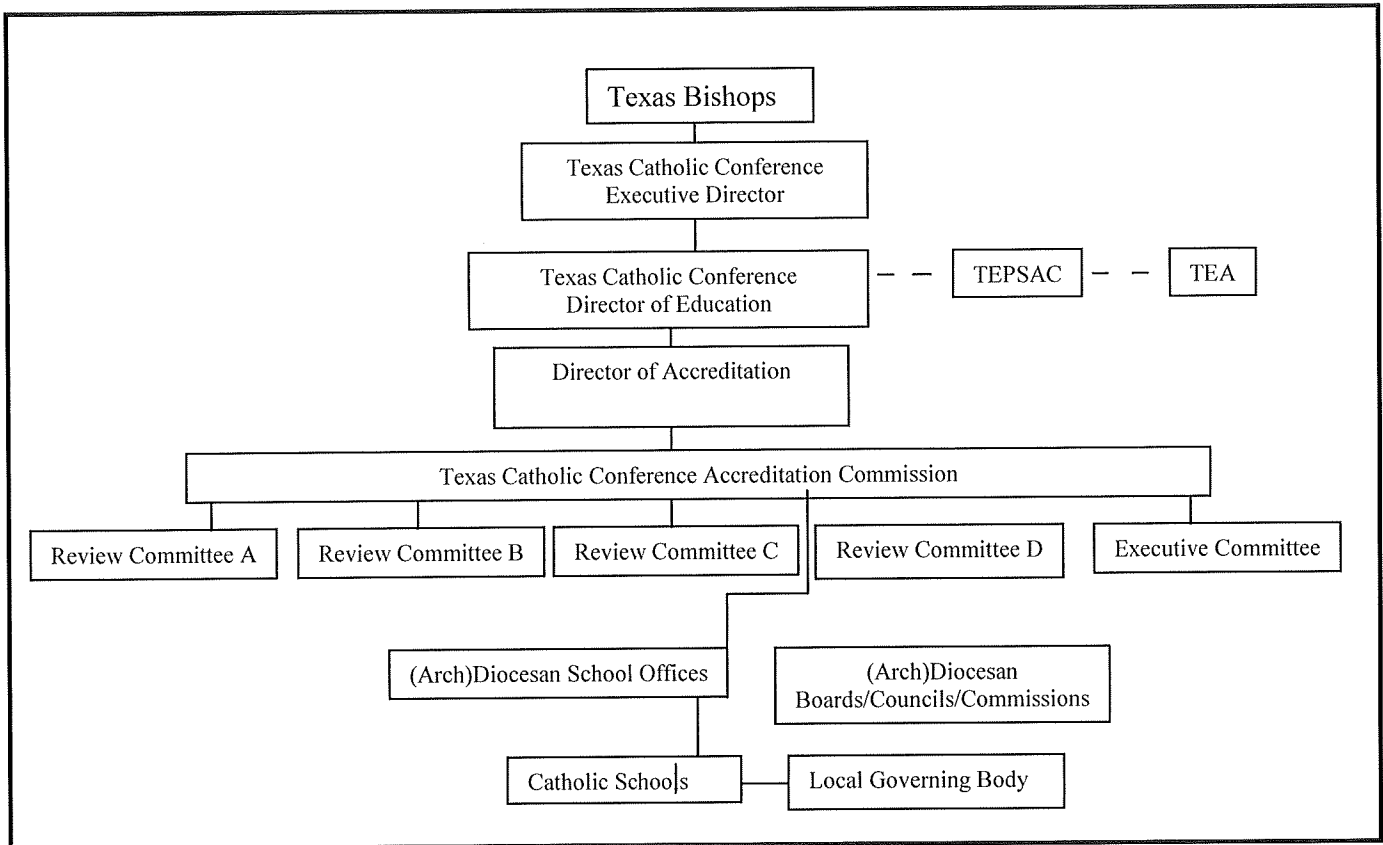 Texas Bishops
Texas Catholic Conference
Executive Director
Texas Catholic Conference
Director of Education
TEPSAC
TEA
Director of Accreditation
Texas Catholic Conference Accreditation Commission
Review Committee A
Review Committee B
Review Committee C
Review Committee D
Executive Committee
(Arch)Diocesan School Offices
(Arch)Diocesan
Boards/Councils/Commissions
Catholic Schools
Local Governing Body